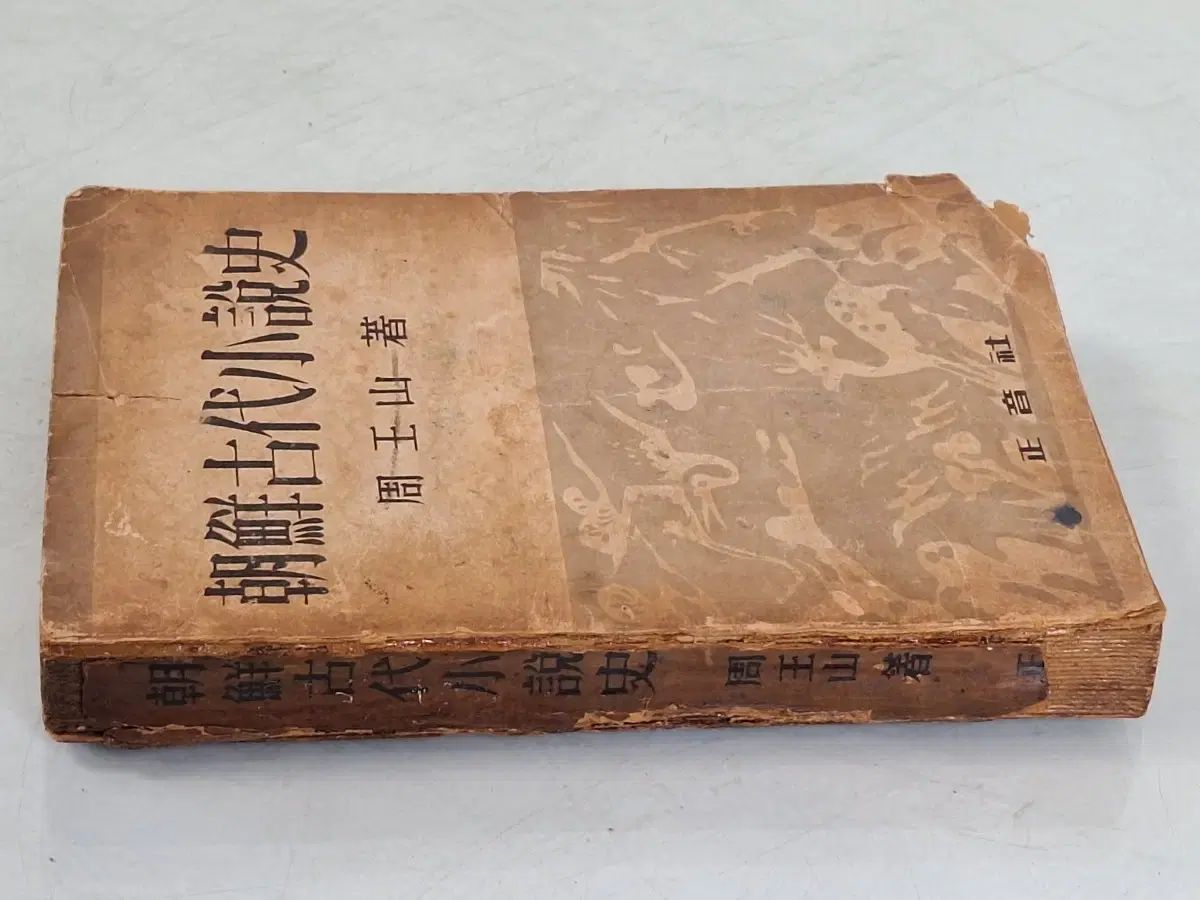 朝鮮古代小說史
周王山 著
正音社
朝鮮古代小說史 周王山 著 正